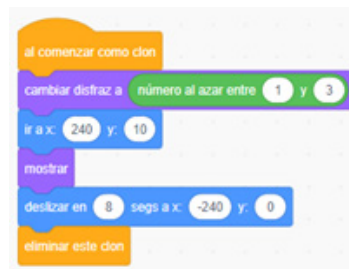 al comenzar como clon
cambiar disfraz a número al azar entre 1 y 3
ir a x: 240 y: 10
mostrar
deslizar en 8 segs a x: -240 y: 0
eliminar este clon